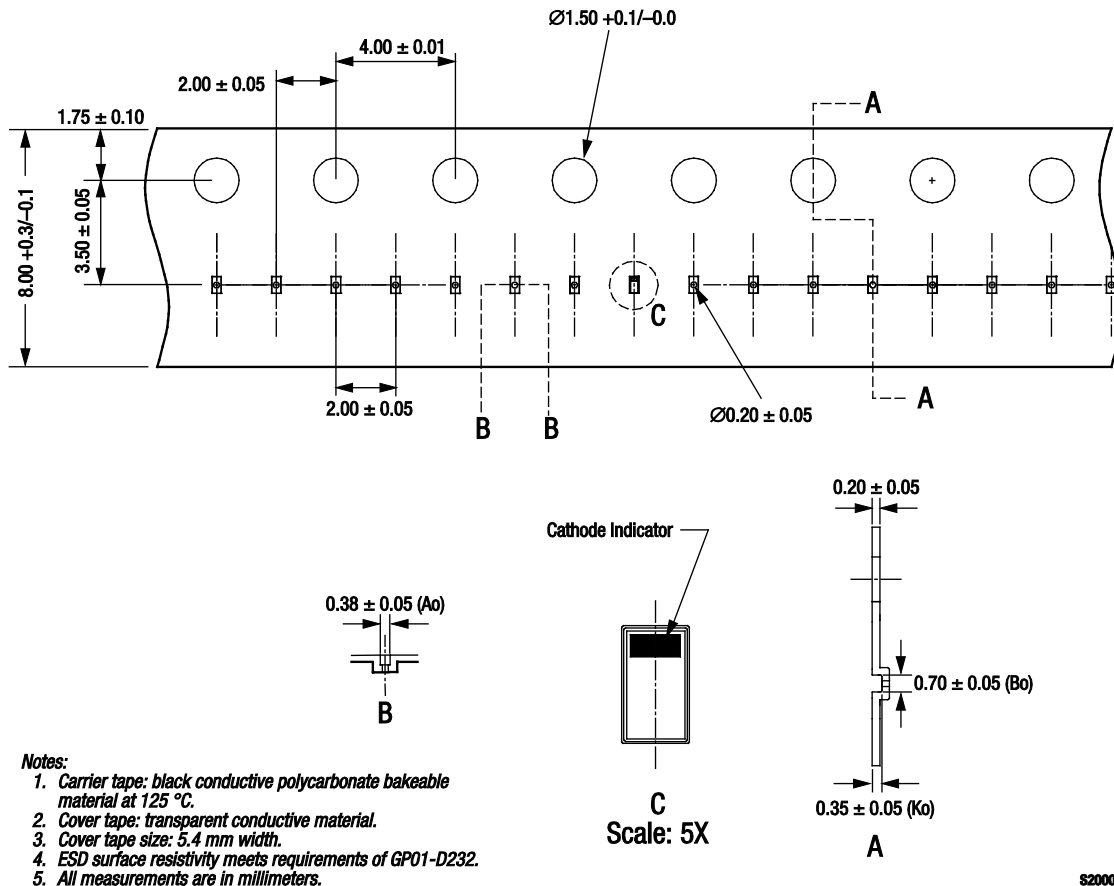 Ø1.50 +0.1/–0.0
4.00 ± 0.01
2.00 ± 0.05
1.75 ± 0.10
A
8.00 +0.3/–0.1
3.50 ± 0.05
C
2.00 ± 0.05
B
B
Ø0.20 ± 0.05
A
0.20 ± 0.05
Cathode Indicator
0.38 ± 0.05 (Ao)
0.70 ± 0.05 (Bo)
B
0.35 ± 0.05 (Ko)
C
Scale: 5X
A
Notes:
1. Carrier tape: black conductive polycarbonate bakeable
material at 125 °C.
2. Cover tape: transparent conductive material.
3. Cover tape size: 5.4 mm width.
4. ESD surface resistivity meets requirements of GP01-D232.
5. All measurements are in millimeters.
S2000